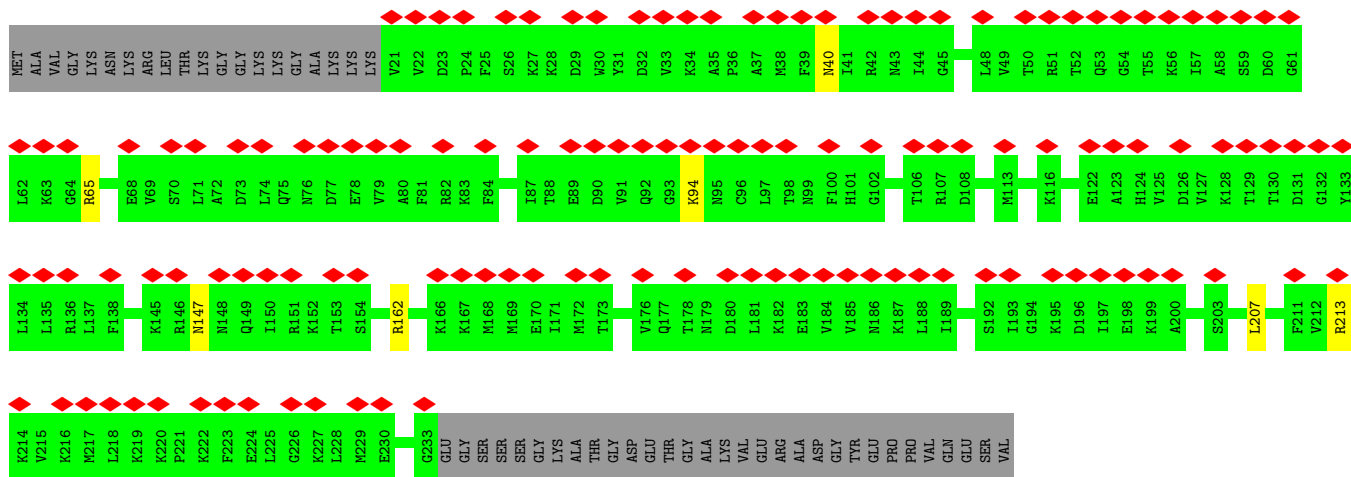 MET ALA VAL GLY LYS ASN LYS ARG LEU THR LYS GLY GLY LYS LYS GLY ALA LYS LYS LYS V21 V22 D23 P24 F25 S26 K27 K28 D29 W30 Y31 D32 V33 K34 A35 P36 A37 M38 F39 N40 I41 R42 N43 I44 G45 L48 V49 T50 R51 T52 Q53 G54 T55 K56 I57 A58 S59 D60 G61
L62 K63 G64 R65 E68 V69 S70 L71 A72 D73 L74 Q75 N76 D77 E78 V79 A80 F81 R82 K83 F84 I87 T88 E89 D90 V91 Q92 G93 K94 N95 C96 L97 T98 N99 F100 H101 G102 T106 R107 D108 M113 K116 E122 A123 H124 V125 D126 V127 K128 T129 T130 D131 G132 Y133
L134 L135 R136 L137 F138 K145 R146 N147 N148 Q149 I150 R151 K152 T153 S154 R162 K166 K167 M168 M169 E170 I171 M172 T173 V176 Q177 T178 N179 D180 L181 K182 E183 V184 V185 N186 K187 L188 I189 S192 I193 G194 K195 D196 I197 E198 K199 A200 S203 L207 F211 V212 R213
K214 V215 K216 M217 L218 K219 K220 P221 K222 F223 E224 L225 G226 K227 L228 M229 E230 G233 GLU GLY SER SER SER GLY LYS ALA THR GLY ASP GLU THR GLY ALA LYS VAL GLU ARG ALA ASP GLY TYR GLU PRO PRO VAL GLN GLU SER VAL